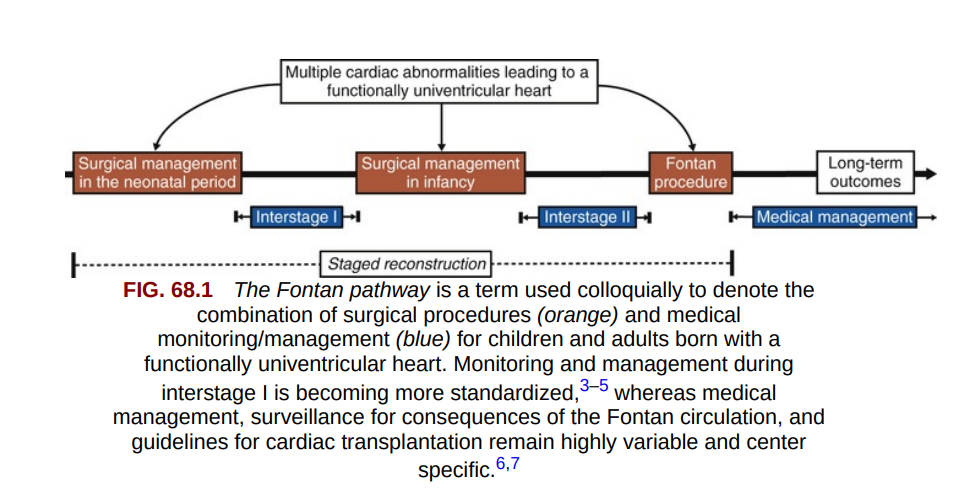 Multiple cardiac abnormalities leading to a
functionally univentricular heart
Surgical management
in the neonatal period
Surgical management
in infancy
Fontan
procedure
Long-term
outcomes
Interstage I
Interstage II
Medical management
Staged reconstruction
FIG. 68.1 The Fontan pathway is a term used colloquially to denote the
combination of surgical procedures (orange) and medical
monitoring/management (blue) for children and adults born with a
functionally univentricular heart. Monitoring and management during
interstage I is becoming more standardized,3–5 whereas medical
management, surveillance for consequences of the Fontan circulation, and
guidelines for cardiac transplantation remain highly variable and center
specific.6,7